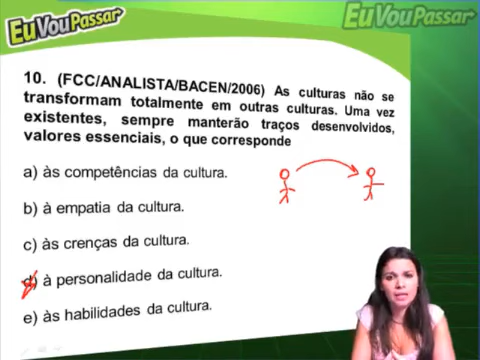 EuVouPassar
EuVouPassar
10. (FCC/ANALISTA/BACEN/2006) As culturas não se
transformam totalmente em outras culturas. Uma vez
existentes, sempre manterão traços desenvolvidos,
valores essenciais, o que corresponde
a) às competências da cultura.
b) à empatia da cultura.
c) às crenças da cultura.
d) à personalidade da cultura.
e) às habilidades da cultura.